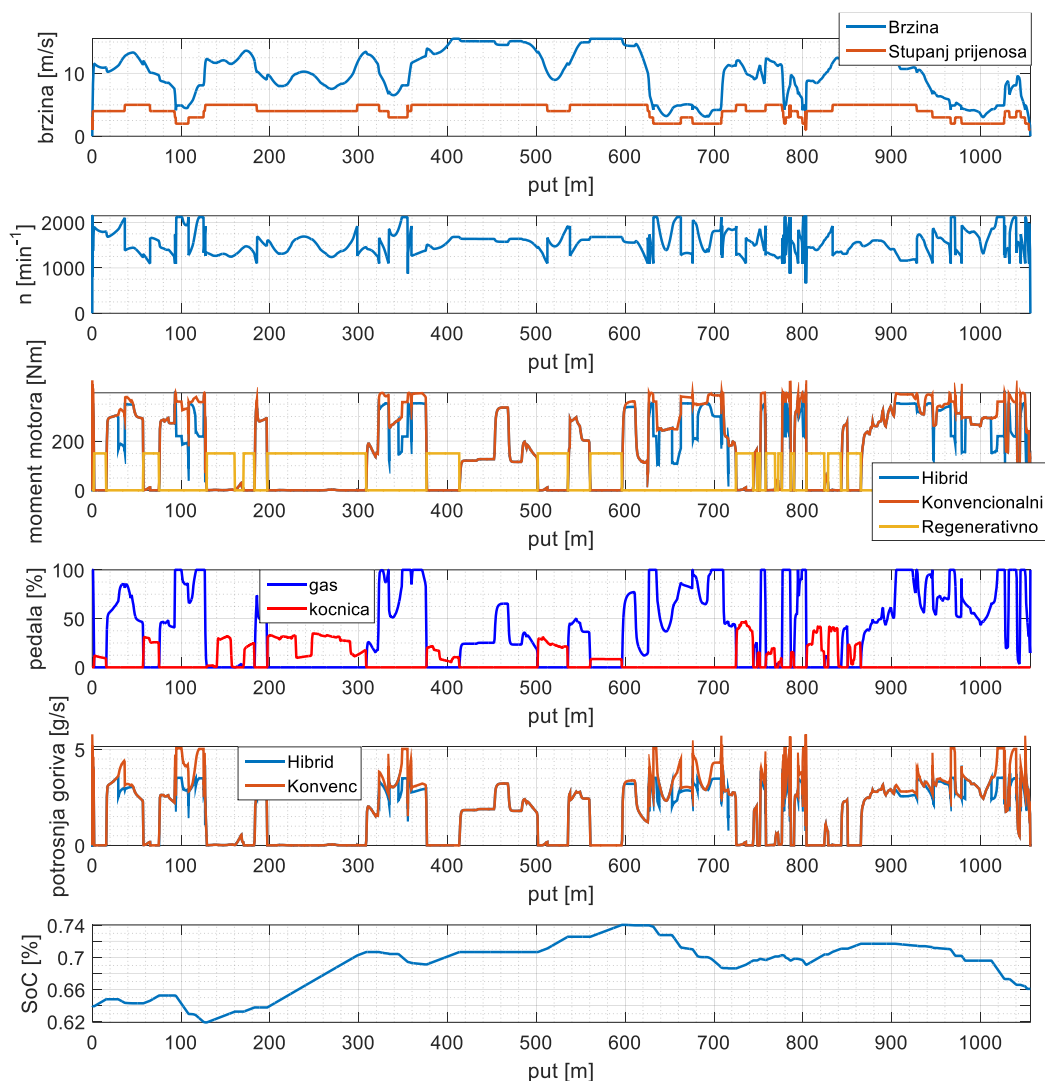 Brzina
Stupanj prijenosa
brzina [m/s]
10
0
0 100 200 300 400 500 600 700 800 900 1000
put [m]
n [min-1]
2000
1000
0
0 100 200 300 400 500 600 700 800 900 1000
put [m]
moment motora [Nm]
200
0
Hibrid
Konvencionalni
Regenerativno
0 100 200 300 400 500 600 700 800 900 1000
put [m]
pedala [%]
100
50
0
gas
kocnica
0 100 200 300 400 500 600 700 800 900 1000
put [m]
potrosnja goriva [g/s]
5
0
Hibrid
Konvenc
0 100 200 300 400 500 600 700 800 900 1000
put [m]
SoC [%]
0.74
0.7
0.66
0.62
0 100 200 300 400 500 600 700 800 900 1000
put [m]